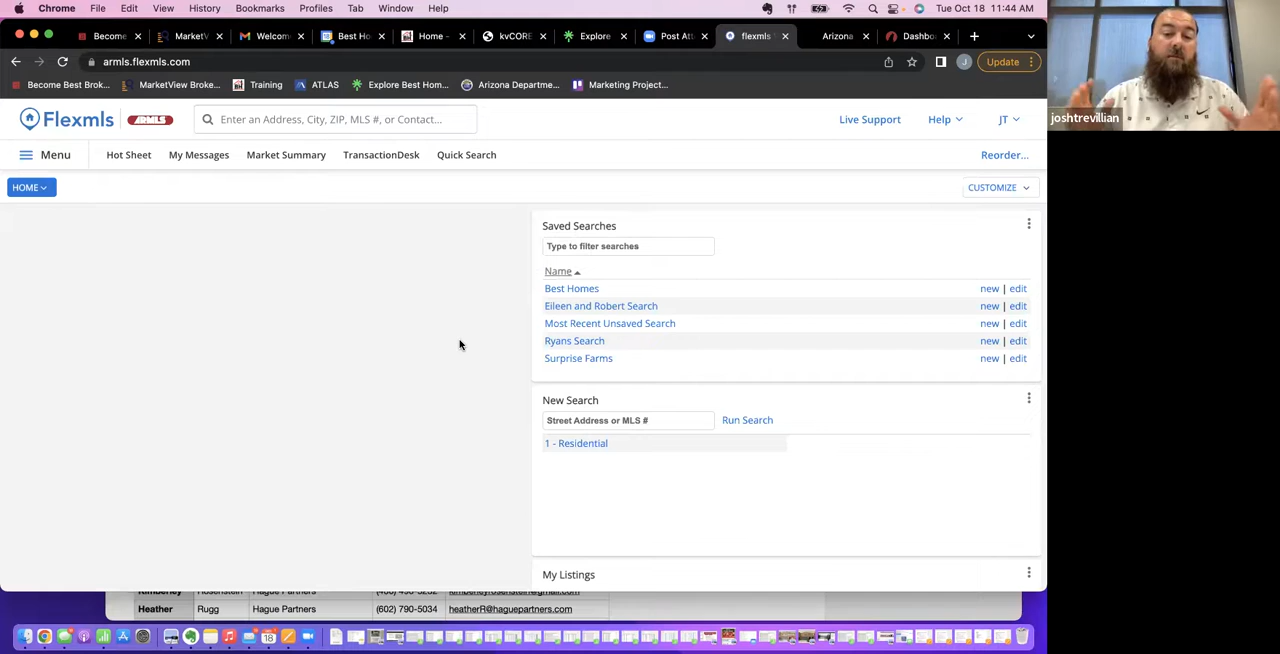 Chrome File Edit View History Bookmarks Profiles Tab Window Help Tue Oct 18 11:44 AM
Become MarketV Welcom Best Ho Home - kvCORE Explore Post Att flexmls Arizona Dashbo
armls.flexmls.com J Update
Become Best Brok... MarketView Broke... Training ATLAS Explore Best Hom... Arizona Departme... Marketing Project...
Flexmls ARMLS Enter an Address, City, ZIP, MLS #, or Contact... Live Support Help JT
Menu Hot Sheet My Messages Market Summary TransactionDesk Quick Search Reorder...
HOME CUSTOMIZE
Saved Searches
Type to filter searches
Name
Best Homes new | edit
Eileen and Robert Search new | edit
Most Recent Unsaved Search new | edit
Ryans Search new | edit
Surprise Farms new | edit
New Search
Street Address or MLS # Run Search
1 - Residential
My Listings
Heather Rugg Hague Partners (602) 790-5034 heatherR@haguepartners.com
18
joshtrevillian